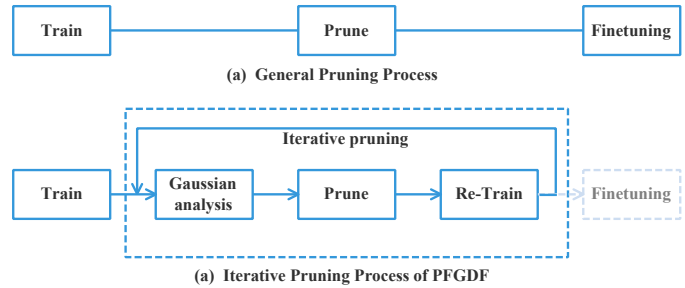 Train Prune Finetuning
(a) General Pruning Process
Iterative pruning
Train Gaussian analysis Prune Re-Train Finetuning
(a) Iterative Pruning Process of PFGDF